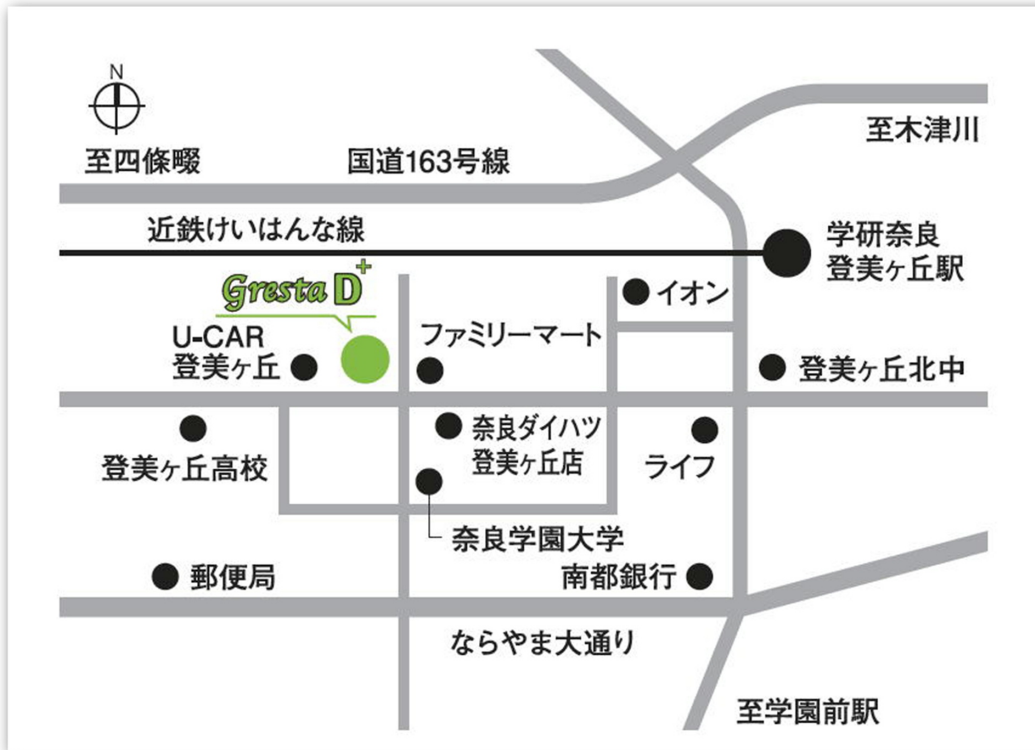 N
至木津川
至四條畷
国道163号線
近鉄けいはんな線
学研奈良
登美ヶ丘駅
Gresta D+
イオン
U-CAR
登美ヶ丘
ファミリーマート
登美ヶ丘北中
奈良ダイハツ
登美ヶ丘店
登美ヶ丘高校
ライフ
奈良学園大学
郵便局
南都銀行
ならやま大通り
至学園前駅